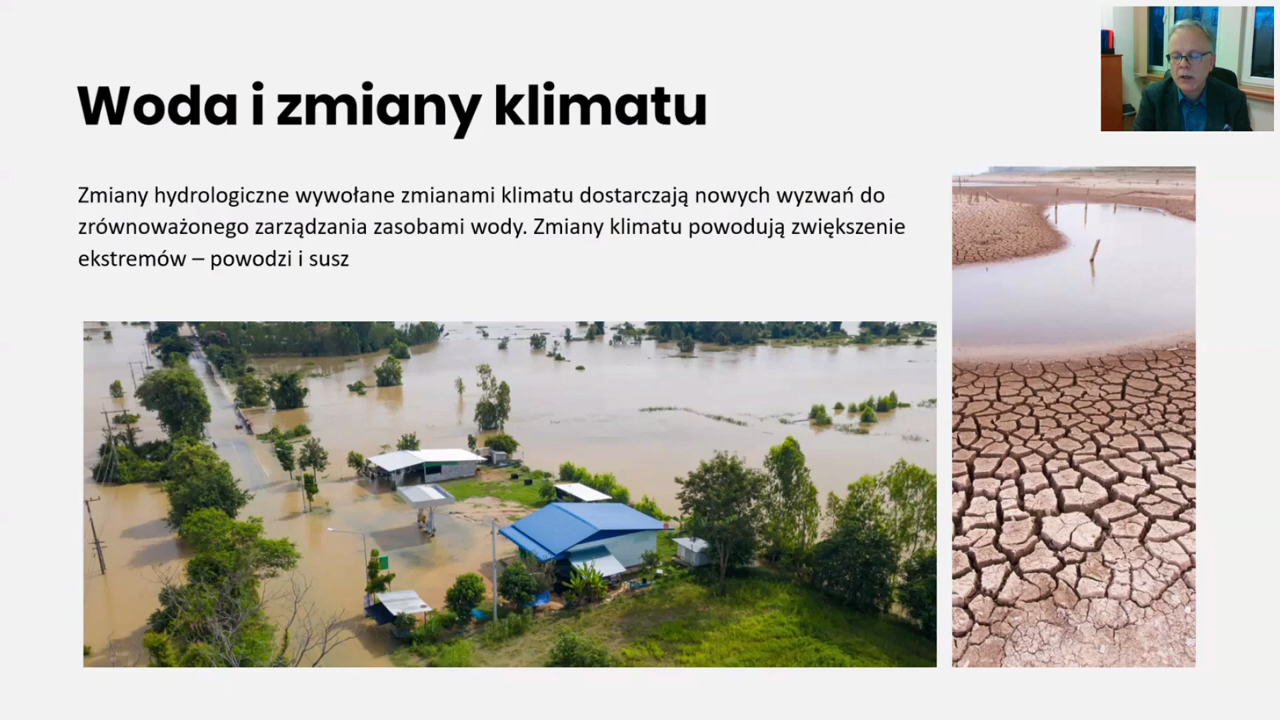 Woda i zmiany klimatu
Zmiany hydrologiczne wywołane zmianami klimatu dostarczają nowych wyzwań do
zrównoważonego zarządzania zasobami wody. Zmiany klimatu powodują zwiększenie
ekstremów – powodzi i susz